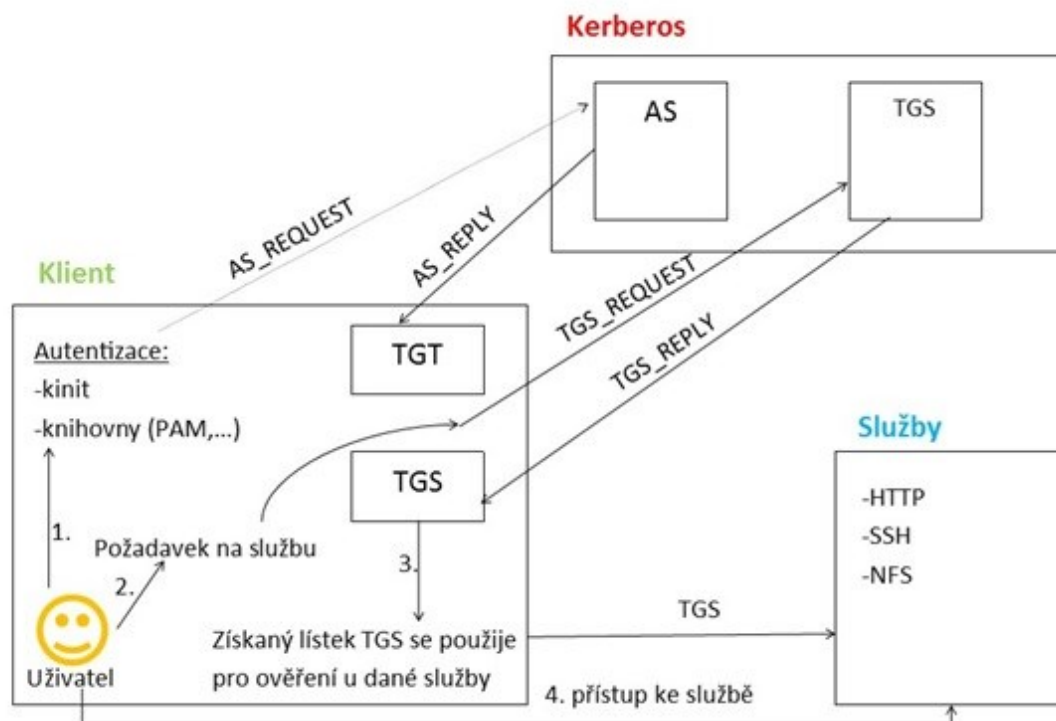 Kerberos
AS
TGS
AS_REQUEST
AS_REPLY
TGS_REQUEST
TGS_REPLY
Klient
Autentizace:
-kinit
-knihovny (PAM,...)
TGT
TGS
1.
Požadavek na službu
2.
3.
Uživatel
Získaný lístek TGS se použije
pro ověření u dané služby
Služby
-HTTP
-SSH
-NFS
TGS
4. přístup ke službě